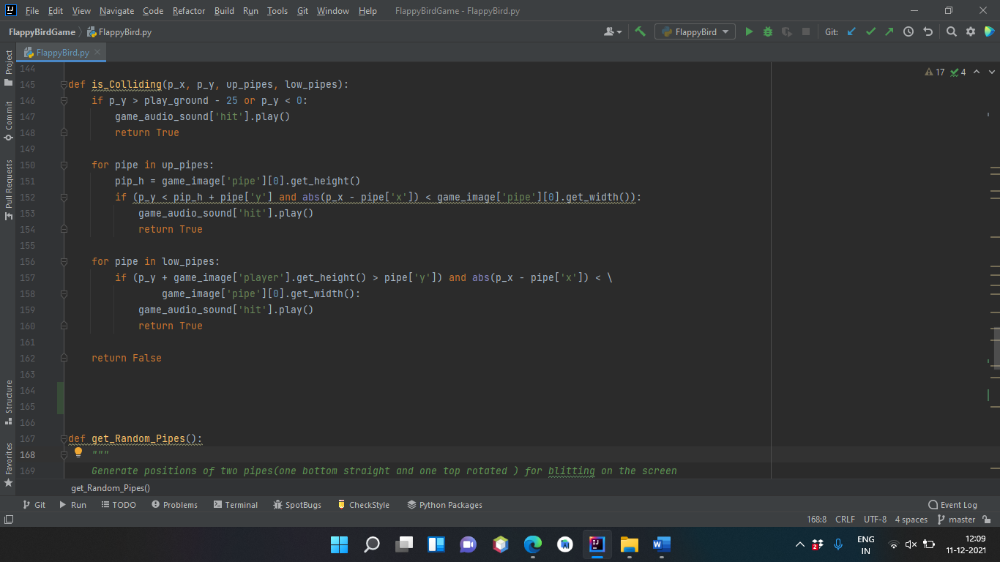 File Edit View Navigate Code Refactor Build Run Tools Git Window Help FlappyBirdGame - FlappyBird.py
FlappyBirdGame FlappyBird.py FlappyBird Git:
FlappyBird.py
Project
Commit
Pull Requests
Structure
Favorites
17 4
144
145 def is_Colliding(p_x, p_y, up_pipes, low_pipes):
146     if p_y > play_ground - 25 or p_y < 0:
147         game_audio_sound['hit'].play()
148         return True
149
150     for pipe in up_pipes:
151         pip_h = game_image['pipe'][0].get_height()
152         if (p_y < pip_h + pipe['y'] and abs(p_x - pipe['x']) < game_image['pipe'][0].get_width()):
153             game_audio_sound['hit'].play()
154             return True
155
156     for pipe in low_pipes:
157         if (p_y + game_image['player'].get_height() > pipe['y']) and abs(p_x - pipe['x']) < \
158                 game_image['pipe'][0].get_width():
159             game_audio_sound['hit'].play()
160             return True
161
162     return False
163
164
165
166
167 def get_Random_Pipes():
168     """
169     Generate positions of two pipes(one bottom straight and one top rotated ) for blitting on the screen
get_Random_Pipes()
Git Run TODO Problems Terminal SpotBugs CheckStyle Python Packages Event Log
168:8 CRLF UTF-8 4 spaces master
2 ENG 12:09
IN 11-12-2021